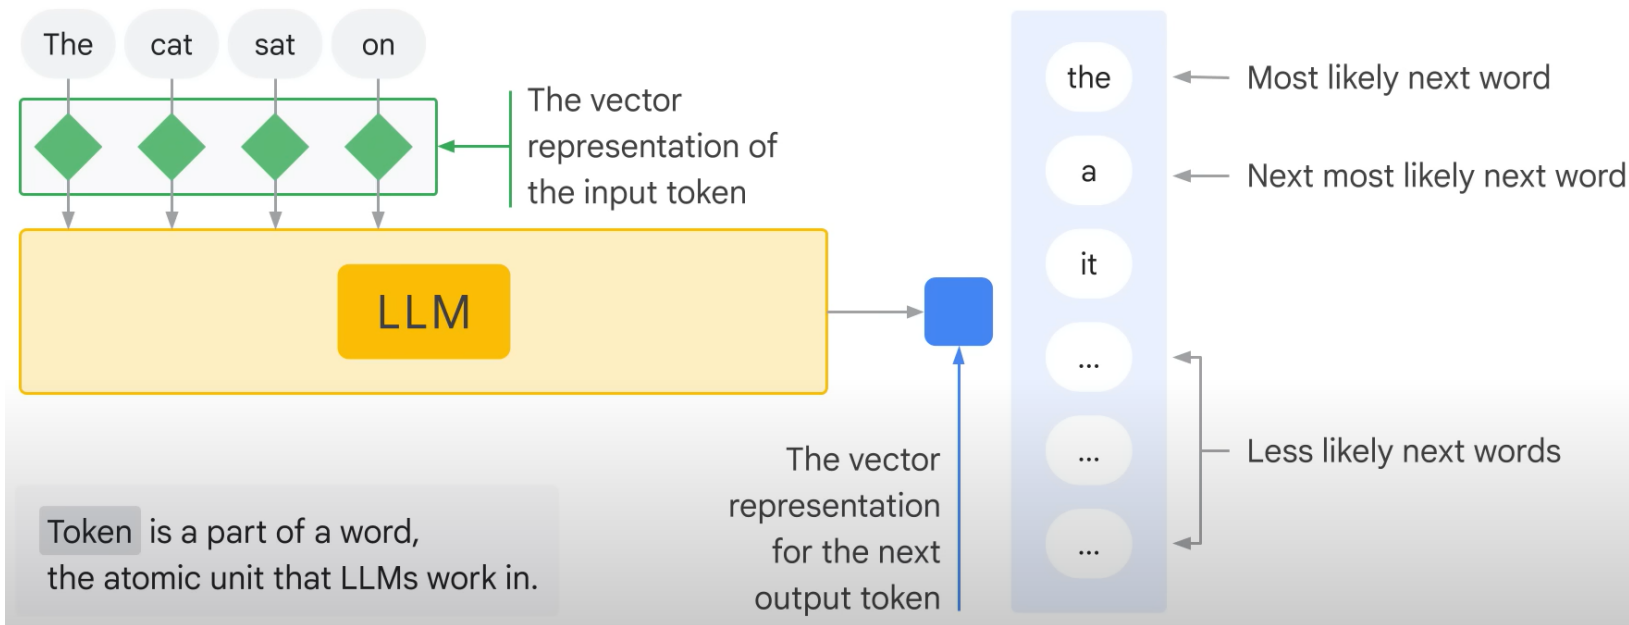 The cat sat on
The vector
representation of
the input token
LLM
The vector
representation
for the next
output token
the
a
it
...
...
...
Most likely next word
Next most likely next word
Less likely next words
Token is a part of a word,
the atomic unit that LLMs work in.